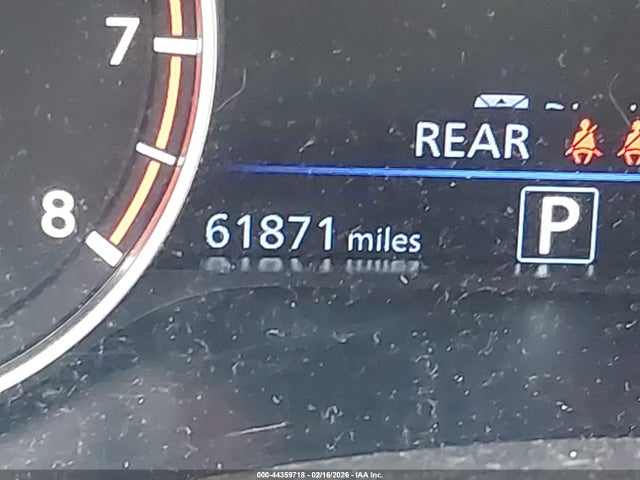 7
REAR
8
61871 miles
P
000-44359718 - 02/16/2026 - IAA Inc.